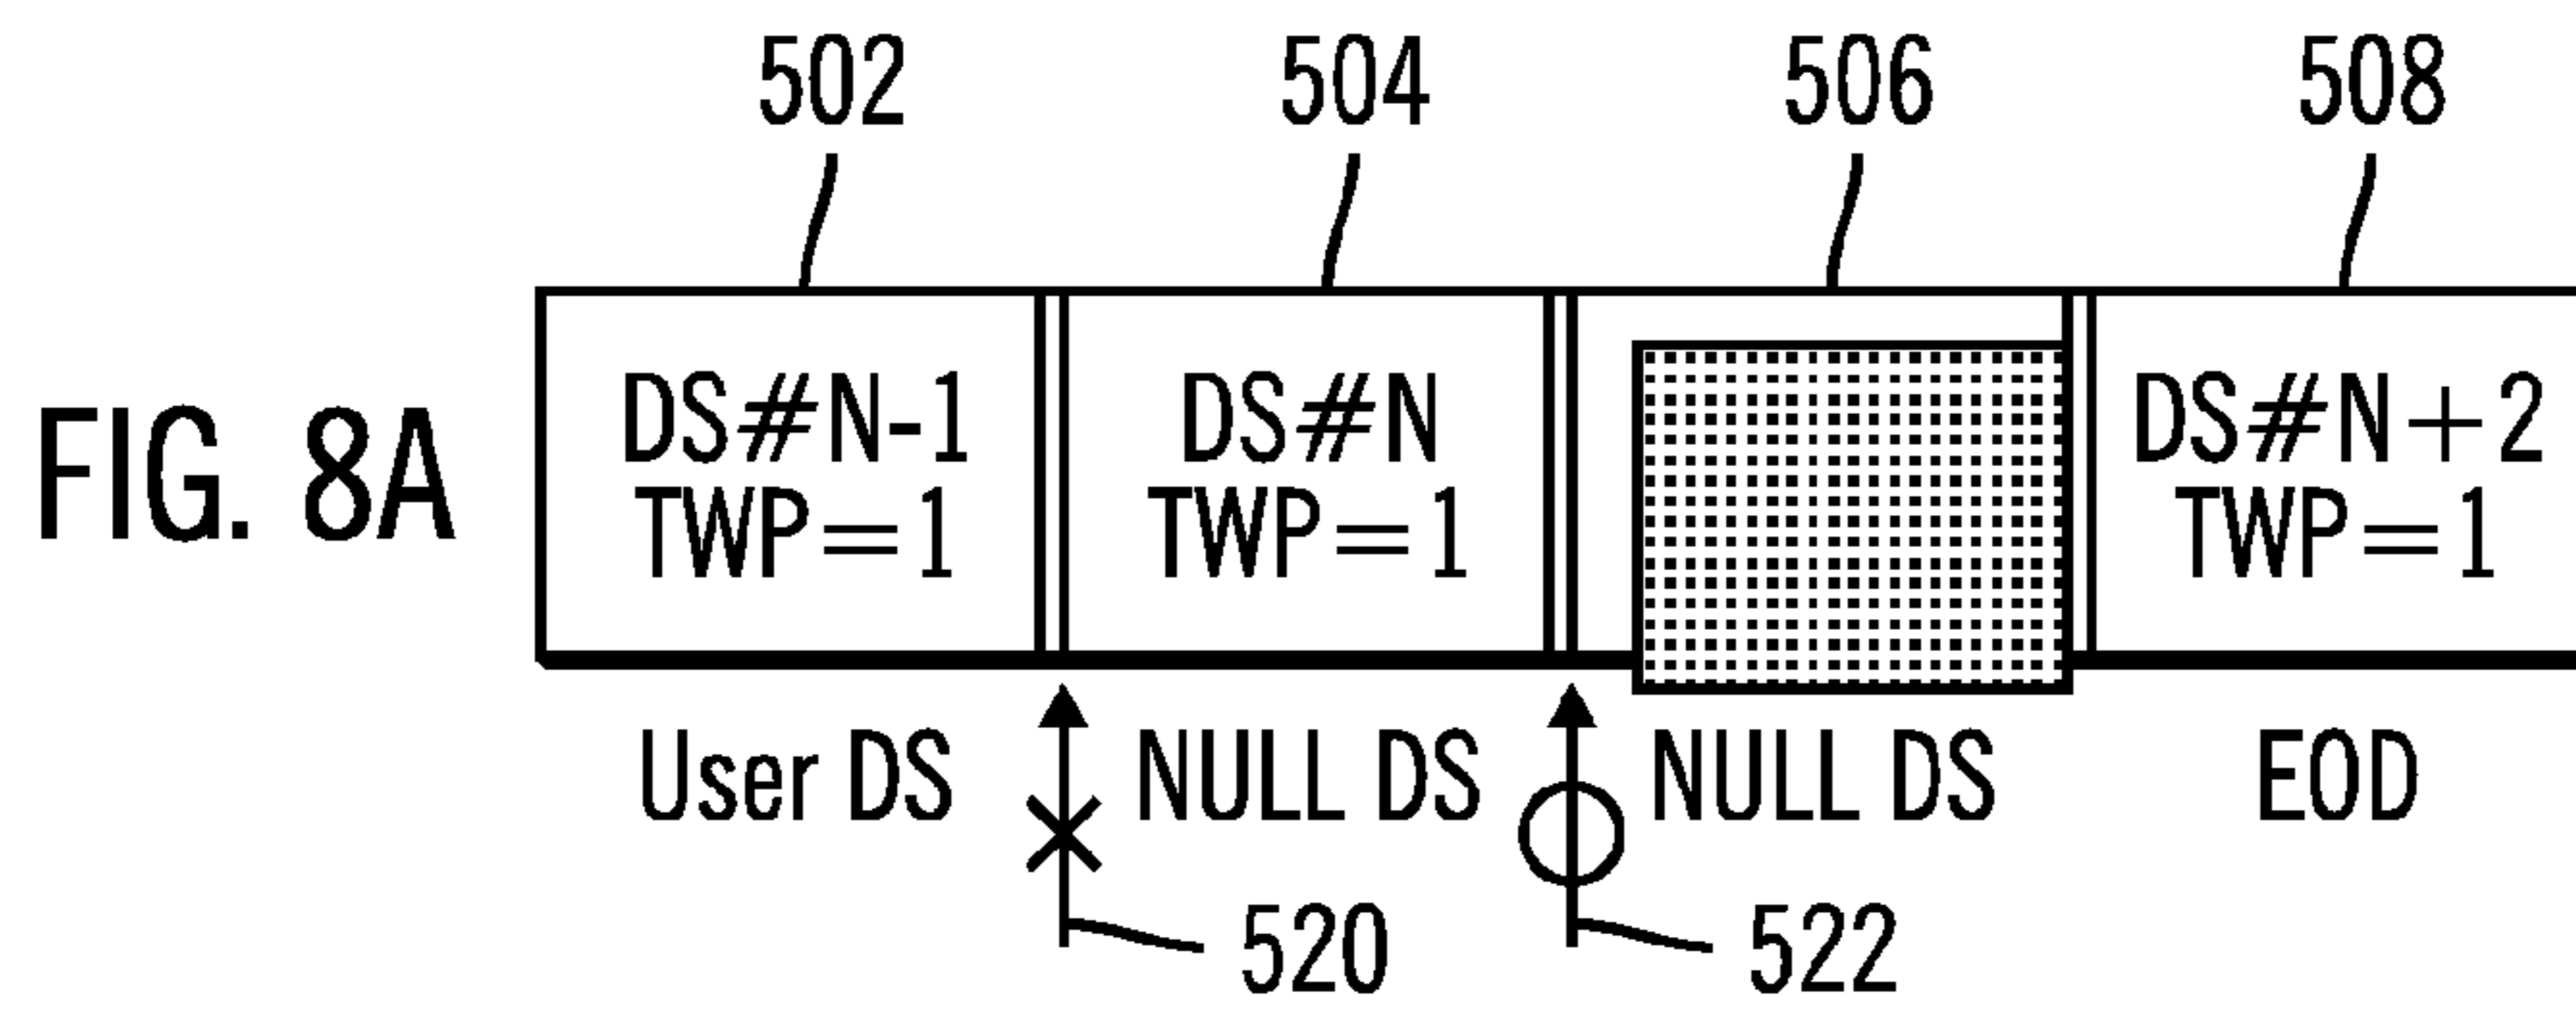 502 504 506 508
FIG. 8A
DS#N-1 DS#N DS#N+2
TWP=1 TWP=1 TWP=1
User DS NULL DS NULL DS EOD
520 522